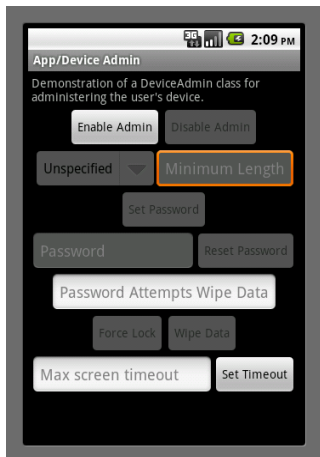 3G 2:09 PM
App/Device Admin
Demonstration of a DeviceAdmin class for
administering the user's device.
Enable Admin Disable Admin
Unspecified Minimum Length
Set Password
Password Reset Password
Password Attempts Wipe Data
Force Lock Wipe Data
Max screen timeout Set Timeout